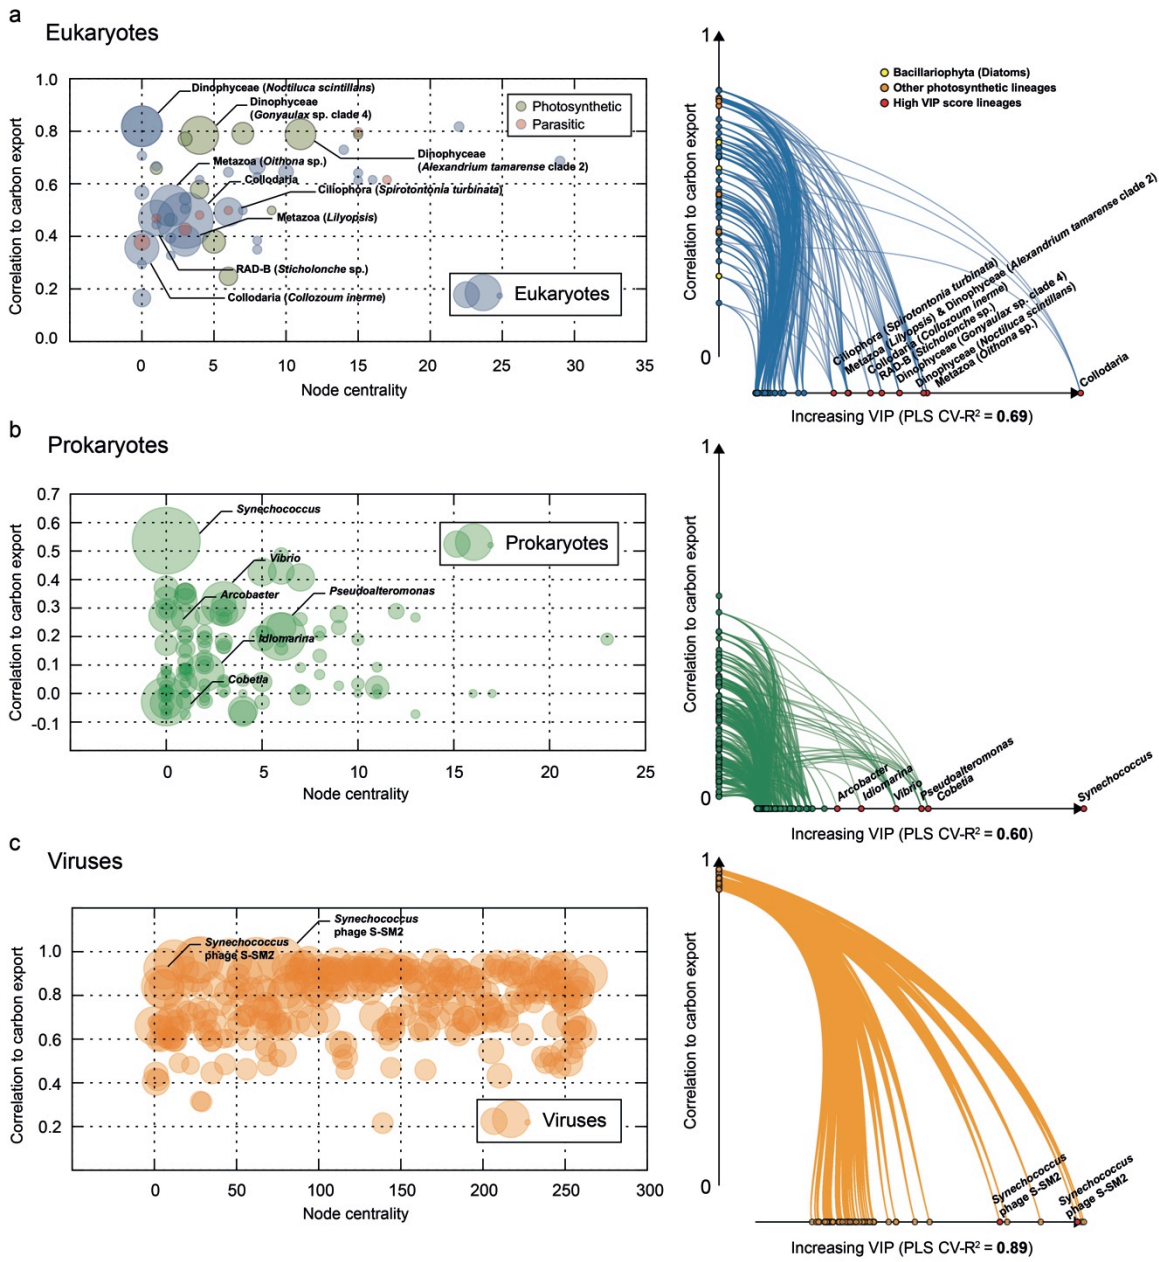 a
Eukaryotes
1.0
0.8
0.6
0.4
0.2
0.0
Correlation to carbon export
Dinophyceae (Noctiluca scintillans)
Dinophyceae
(Gonyaulax sp. clade 4)
Photosynthetic
Parasitic
Dinophyceae
(Alexandrium tamarense clade 2)
Metazoa (Oithona sp.)
Collodaria
Ciliophora (Spirotontonia turbinata)
Metazoa (Lilyopsis)
RAD-B (Sticholonche sp.)
Collodaria (Collozoum inerme)
Eukaryotes
0 5 10 15 20 25 30 35
Node centrality
1
Correlation to carbon export
0
Bacillariophyta (Diatoms)
Other photosynthetic lineages
High VIP score lineages
Ciliophora (Spirotontonia turbinata)
Metazoa (Lilyopsis) & Dinophyceae (Alexandrium tamarense clade 2)
Collodaria (Collozoum inerme)
RAD-B (Sticholonche sp.)
Dinophyceae (Gonyaulax sp. clade 4)
Dinophyceae (Noctiluca scintillans)
Metazoa (Oithona sp.)
Collodaria
Increasing VIP (PLS CV-R² = 0.69)
b
Prokaryotes
0.7
0.6
0.5
0.4
0.3
0.2
0.1
0.0
-0.1
Correlation to carbon export
Synechococcus
Vibrio
Arcobacter
Pseudoalteromonas
Idiomarina
Cobetia
Prokaryotes
0 5 10 15 20 25
Node centrality
1
Correlation to carbon export
0
Arcobacter
Idiomarina
Vibrio
Pseudoalteromonas
Cobetia
Synechococcus
Increasing VIP (PLS CV-R² = 0.60)
c
Viruses
1.0
0.8
0.6
0.4
0.2
Correlation to carbon export
Synechococcus
phage S-SM2
Synechococcus
phage S-SM2
Viruses
0 50 100 150 200 250 300
Node centrality
1
Correlation to carbon export
0
Synechococcus
phage S-SM2
Synechococcus
phage S-SM2
Increasing VIP (PLS CV-R² = 0.89)